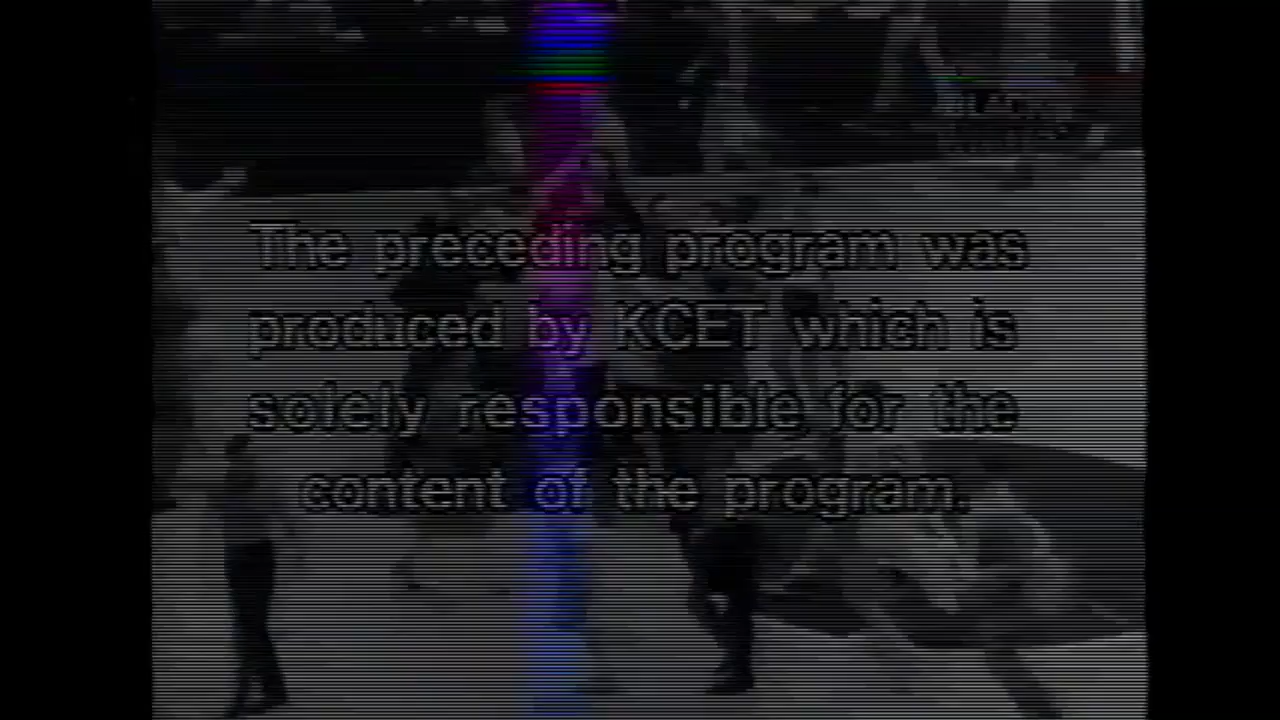 The preceding program was
produced by KCET which is
solely responsible for the
content of the program.